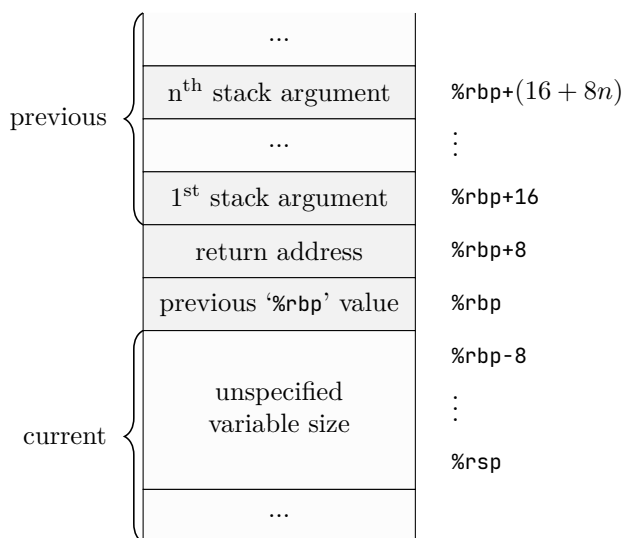 ...
nth stack argument %rbp+(16 + 8n)
previous
... ⋮
1st stack argument %rbp+16
return address %rbp+8
previous ‘%rbp’ value %rbp
%rbp-8
unspecified
variable size ⋮
current
%rsp
...